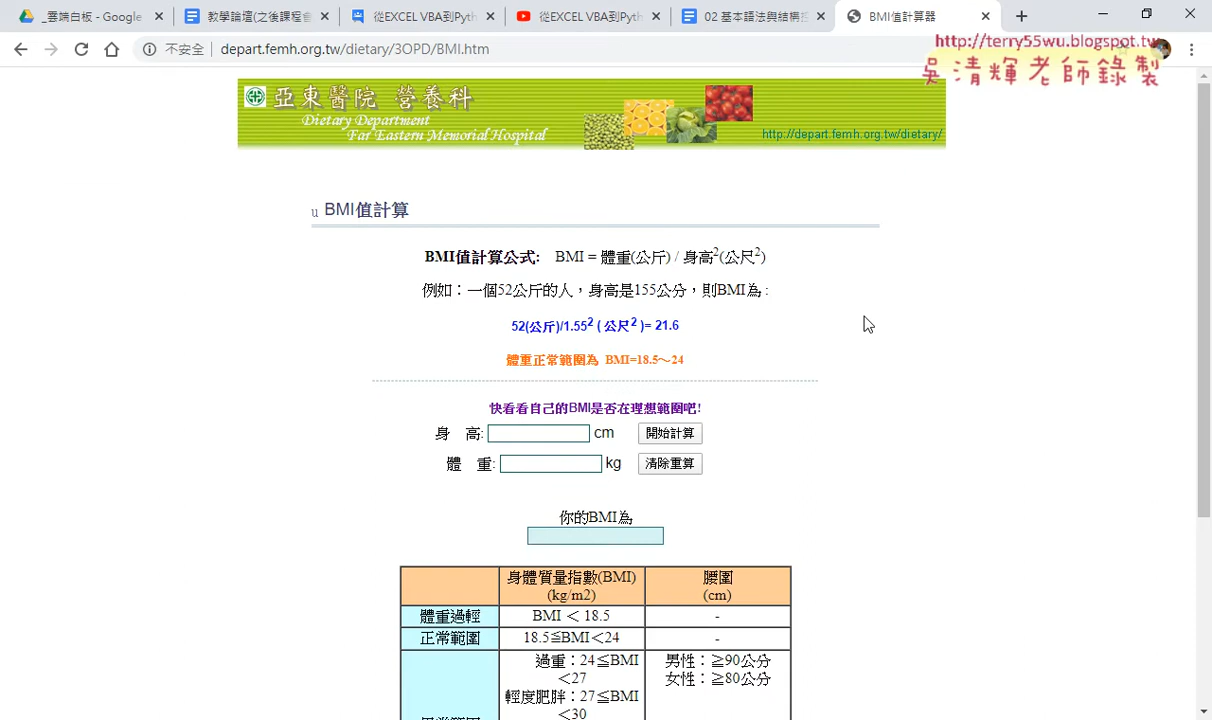 _雲端白板 - Google
教學論壇(之後課程會
從EXCEL VBA到Pyth
從EXCEL VBA到Pyth
02 基本語法與結構控
BMI值計算器
不安全
depart.femh.org.tw/dietary/3OPD/BMI.htm
http://terry55wu.blogspot.tw
吳清輝老師錄製
亞東醫院 營養科
Dietary Department
Far Eastern Memorial Hospital
http://depart.femh.org.tw/dietary/
u BMI值計算
BMI值計算公式: BMI = 體重(公斤) / 身高²(公尺²)
例如：一個52公斤的人，身高是155公分，則BMI為 :
52(公斤)/1.55² ( 公尺² )= 21.6
體重正常範圍為 BMI=18.5～24
快看看自己的BMI是否在理想範圍吧!
身 高: cm 開始計算
體 重: kg 清除重算
你的BMI為
身體質量指數(BMI) (kg/m2) 腰圍 (cm)
體重過輕 BMI ＜ 18.5 -
正常範圍 18.5≦BMI＜24 -
過重：24≦BMI
＜27
輕度肥胖：27≦BMI
＜30
男性：≧90公分
女性：≧80公分